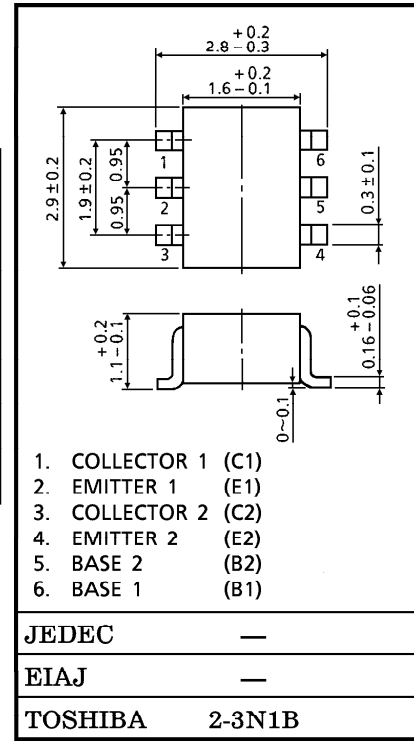 +0.2
2.8−0.3
+0.2
1.6−0.1
2.9±0.2
1.9±0.2
0.95
0.95
1
2
3
6
5
4
0.3±0.1
+0.2
1.1−0.1
+0.1
0.16−0.06
0~0.1
1. COLLECTOR 1 (C1)
2. EMITTER 1 (E1)
3. COLLECTOR 2 (C2)
4. EMITTER 2 (E2)
5. BASE 2 (B2)
6. BASE 1 (B1)
JEDEC —
EIAJ —
TOSHIBA 2-3N1B